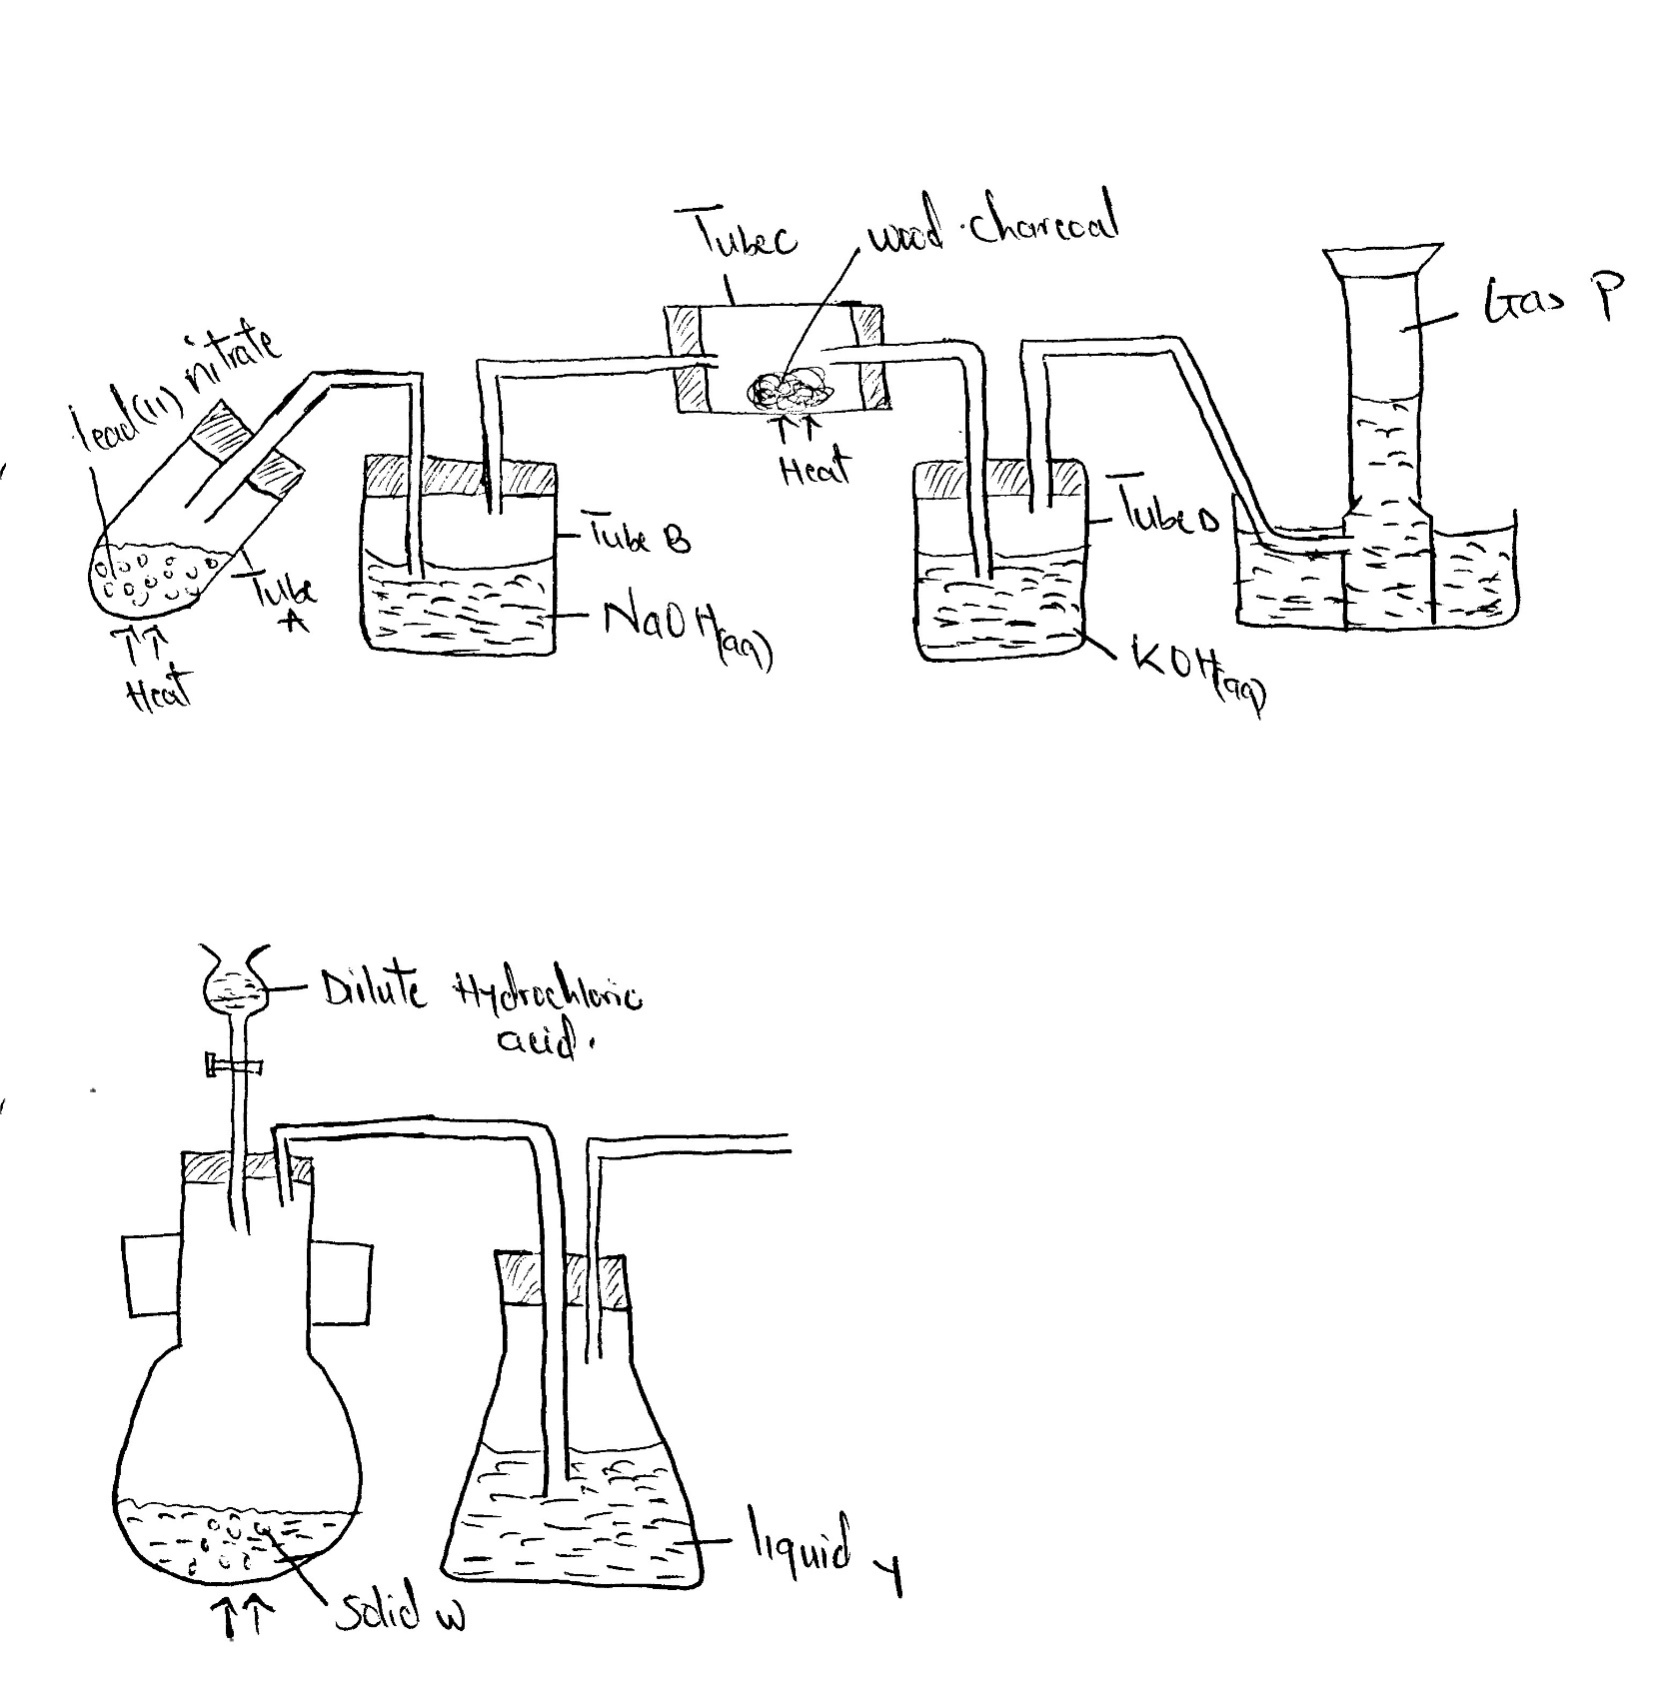 Tube C
wood charcoal
Gas P
lead(II) nitrate
Heat
Tube B
Tube D
Tube
A
NaOH(aq)
KOH(aq)
Heat
Dilute Hydrochloric
acid.
liquid y
Solid w